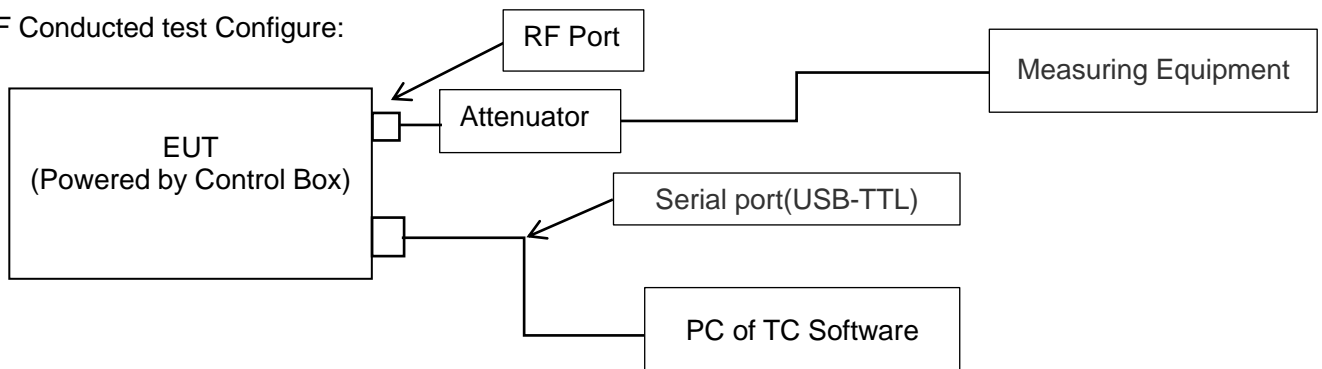 F Conducted test Configure:
RF Port
Measuring Equipment
Attenuator
EUT
(Powered by Control Box)
Serial port(USB-TTL)
PC of TC Software